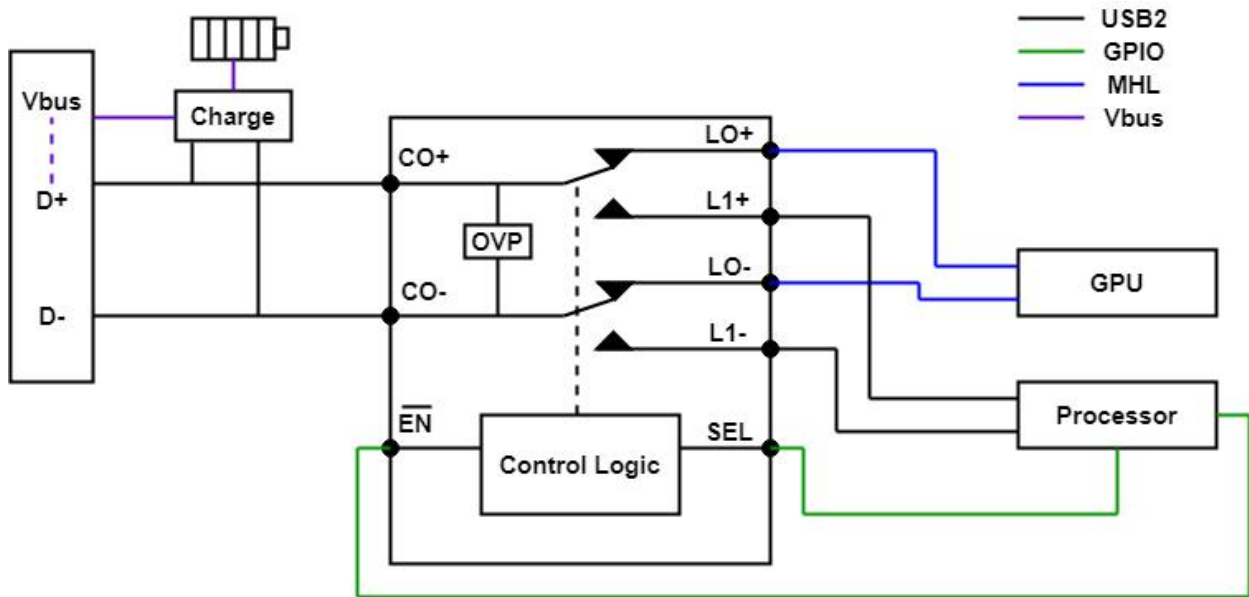 USB2
GPIO
MHL
Vbus
Vbus
Charge
D+
D-
CO+
CO-
OVP
LO+
L1+
LO-
L1-
EN
SEL
Control Logic
GPU
Processor